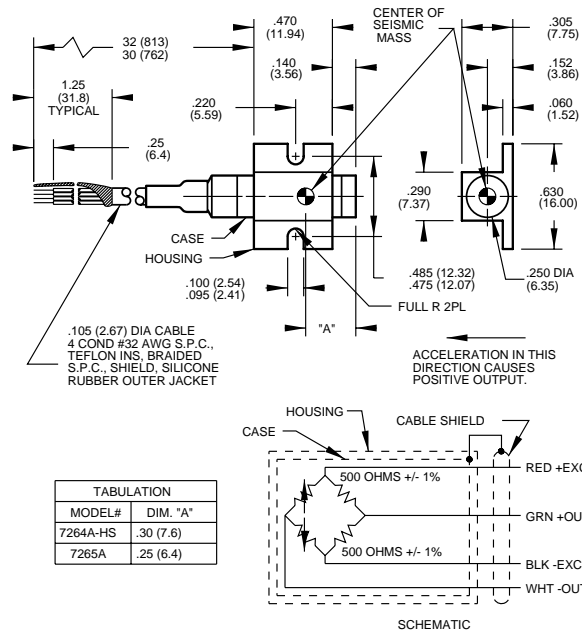 32 (813)
30 (762)
1.25
(31.8)
TYPICAL
.25
(6.4)
.470
(11.94)
.140
(3.56)
.220
(5.59)
CENTER OF
SEISMIC
MASS
.305
(7.75)
.152
(3.86)
.060
(1.52)
.290
(7.37)
.630
(16.00)
CASE
HOUSING
.100 (2.54)
.095 (2.41)
.485 (12.32)
.475 (12.07)
.250 DIA
(6.35)
FULL R 2PL
"A"
.105 (2.67) DIA CABLE
4 COND #32 AWG S.P.C.,
TEFLON INS, BRAIDED
S.P.C., SHIELD, SILICONE
RUBBER OUTER JACKET
ACCELERATION IN THIS
DIRECTION CAUSES
POSITIVE OUTPUT.
HOUSING
CABLE SHIELD
CASE
500 OHMS +/- 1%
RED +EXC
GRN +OU
500 OHMS +/- 1%
BLK -EXC
WHT -OUT
SCHEMATIC
TABULATION
MODEL# DIM. "A"
7264A-HS .30 (7.6)
7265A .25 (6.4)